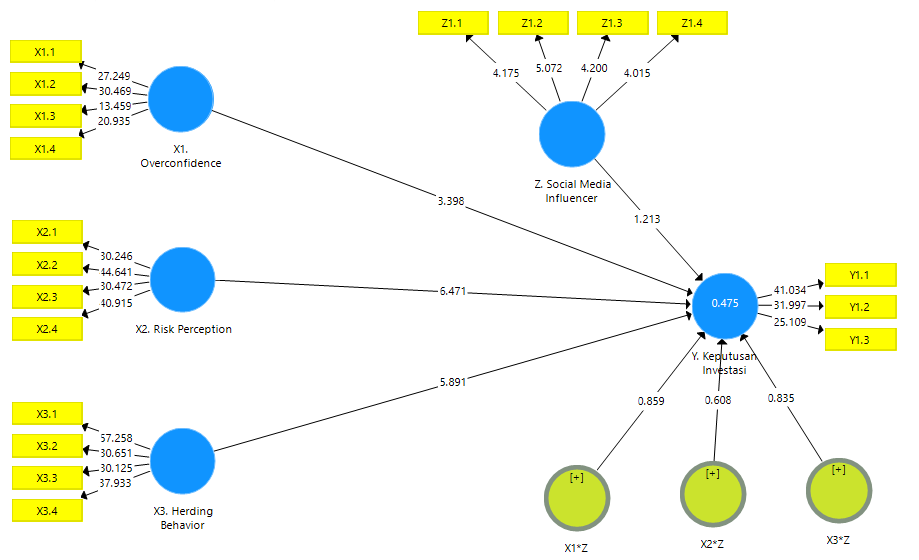 Z1.1
Z1.2
Z1.3
Z1.4
4.175
5.072
4.200
4.015
Z. Social Media
Influencer
1.213
X1.1
X1.2
X1.3
X1.4
27.249
30.469
13.459
20.935
X1.
Overconfidence
3.398
X2.1
X2.2
X2.3
X2.4
30.246
44.641
30.472
40.915
X2. Risk Perception
6.471
X3.1
X3.2
X3.3
X3.4
57.258
30.651
30.125
37.933
X3. Herding
Behavior
5.891
0.475
Y. Keputusan
Investasi
41.034
31.997
25.109
Y1.1
Y1.2
Y1.3
0.859
0.608
0.835
[+]
[+]
[+]
X1*Z
X2*Z
X3*Z